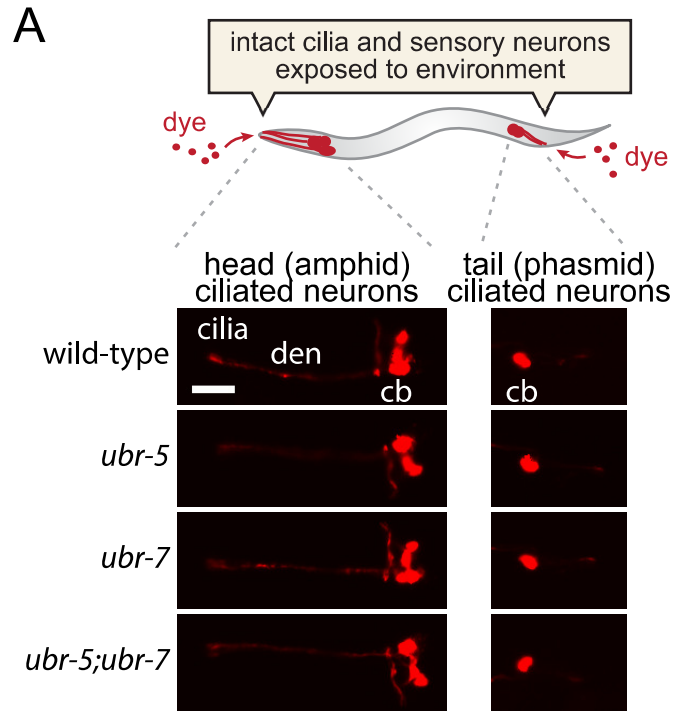 A
intact cilia and sensory neurons
exposed to environment
dye
dye
head (amphid)
ciliated neurons
tail (phasmid)
ciliated neurons
wild-type
cilia
den
cb
cb
ubr-5
ubr-7
ubr-5;ubr-7